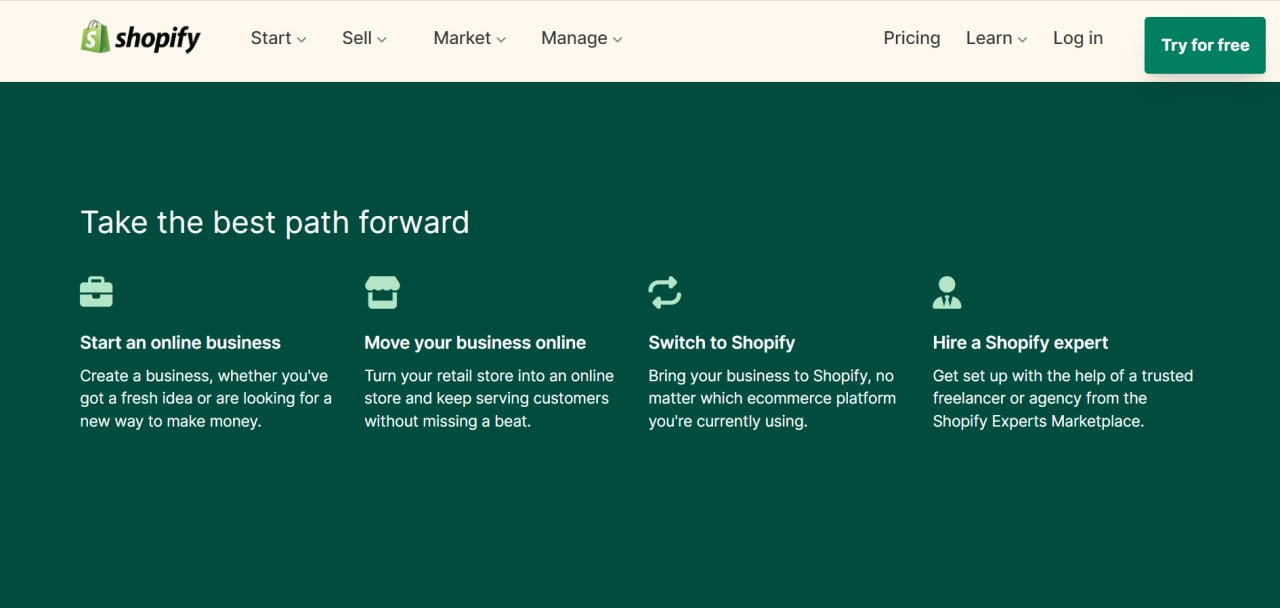 shopify
Start
Sell
Market
Manage
Pricing
Learn
Log in
Try for free
Take the best path forward
Start an online business
Create a business, whether you've
got a fresh idea or are looking for a
new way to make money.
Move your business online
Turn your retail store into an online
store and keep serving customers
without missing a beat.
Switch to Shopify
Bring your business to Shopify, no
matter which ecommerce platform
you're currently using.
Hire a Shopify expert
Get set up with the help of a trusted
freelancer or agency from the
Shopify Experts Marketplace.